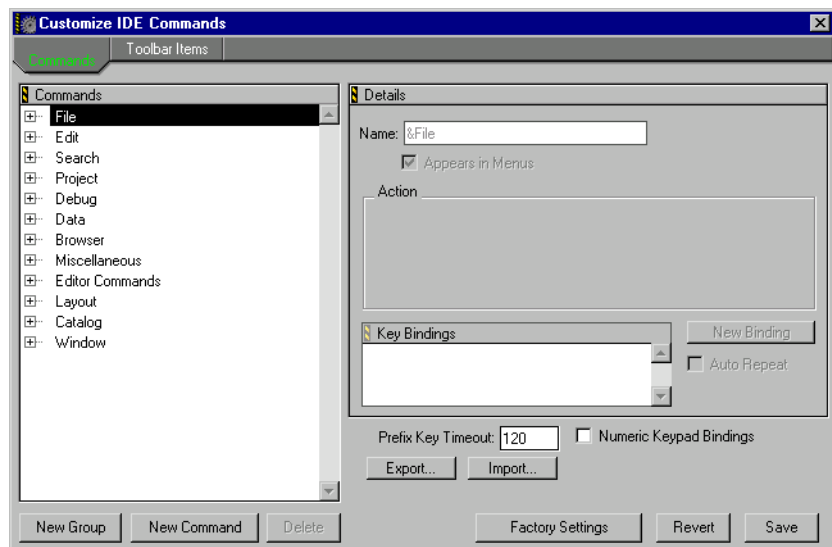 Customize IDE Commands
Commands
Toolbar Items
Commands
File
Edit
Search
Project
Debug
Data
Browser
Miscellaneous
Editor Commands
Layout
Catalog
Window
Details
Name: &File
Appears in Menus
Action
Key Bindings
New Binding
Auto Repeat
Prefix Key Timeout: 120
Numeric Keypad Bindings
Export... Import...
New Group New Command Delete Factory Settings Revert Save